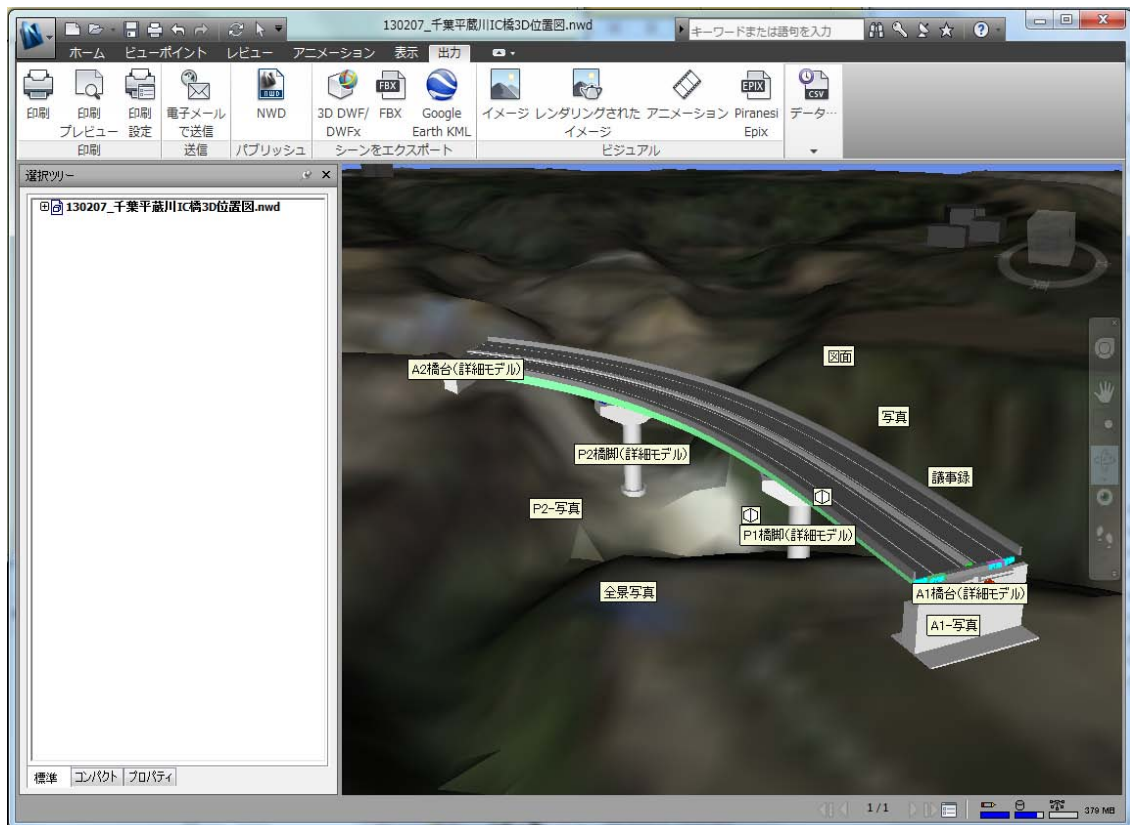 130207_千葉平蔵川IC橋3D位置図.nwd
キーワードまたは語句を入力
ホーム ビューポイント レビュー アニメーション 表示 出力
印刷
印刷
プレビュー
印刷
設定
電子メール
で送信
NWD
3D DWF/
DWFx
FBX
Google
Earth KML
イメージ
レンダリングされた
イメージ
アニメーション
Piranesi
Epix
データ…
印刷 送信 パブリッシュ シーンをエクスポート ビジュアル
FBX
NWD
EPIX
CSV
選択ツリー
130207_千葉平蔵川IC橋3D位置図.nwd
図面
A2橋台(詳細モデル)
写真
P2橋脚(詳細モデル)
議事録
P2-写真
P1橋脚(詳細モデル)
全景写真
A1橋台(詳細モデル)
A1-写真
標準 コンパクト プロパティ
1/1
379 MB